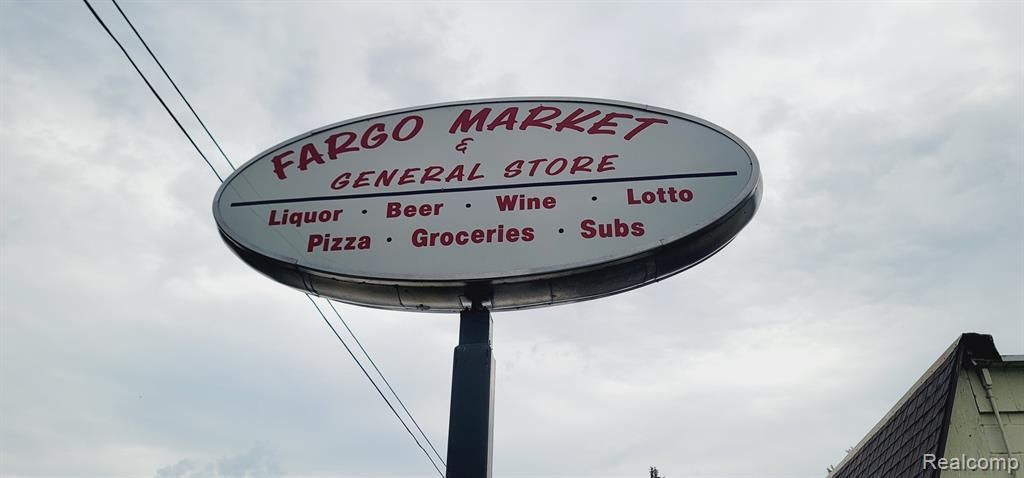 FARGO MARKET
&
GENERAL STORE
Liquor · Beer · Wine · Lotto
Pizza · Groceries · Subs
Realcomp